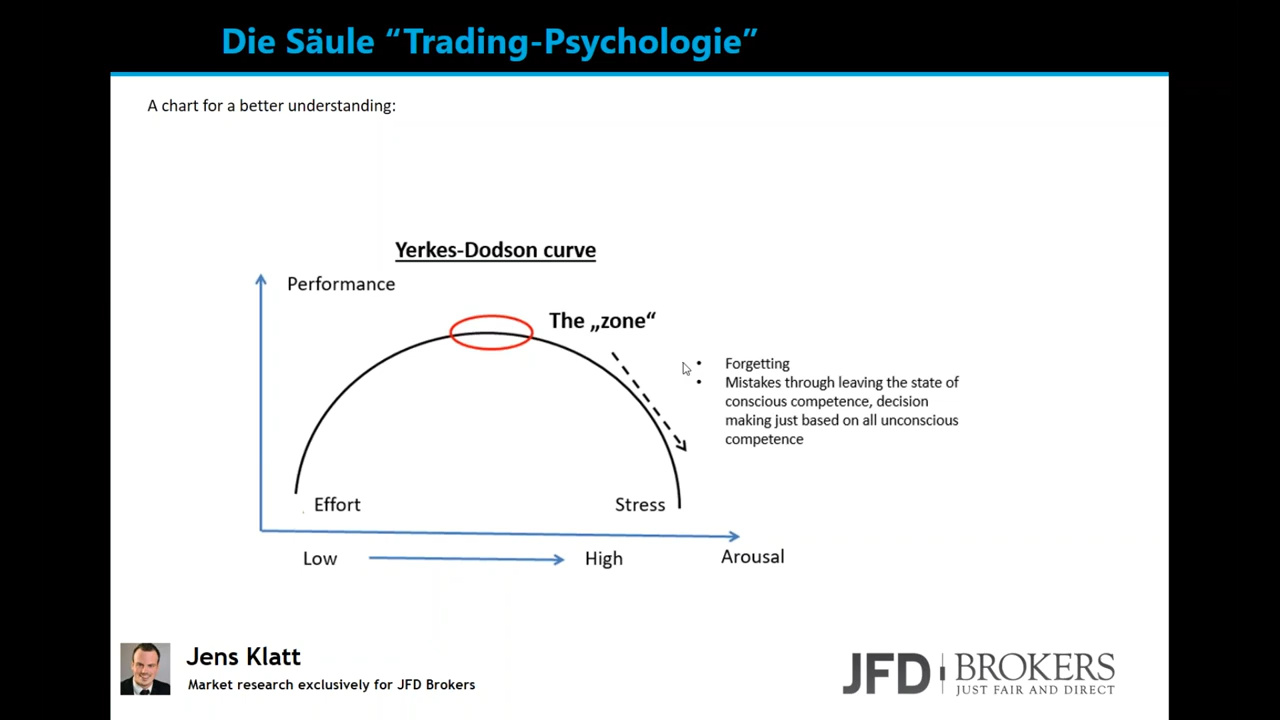 Die Säule “Trading-Psychologie”
A chart for a better understanding:
Yerkes-Dodson curve
Performance
The „zone“
• Forgetting
• Mistakes through leaving the state of
conscious competence, decision
making just based on all unconscious
competence
Effort
Stress
Low
High
Arousal
Jens Klatt
Market research exclusively for JFD Brokers
JFD BROKERS
JUST FAIR AND DIRECT